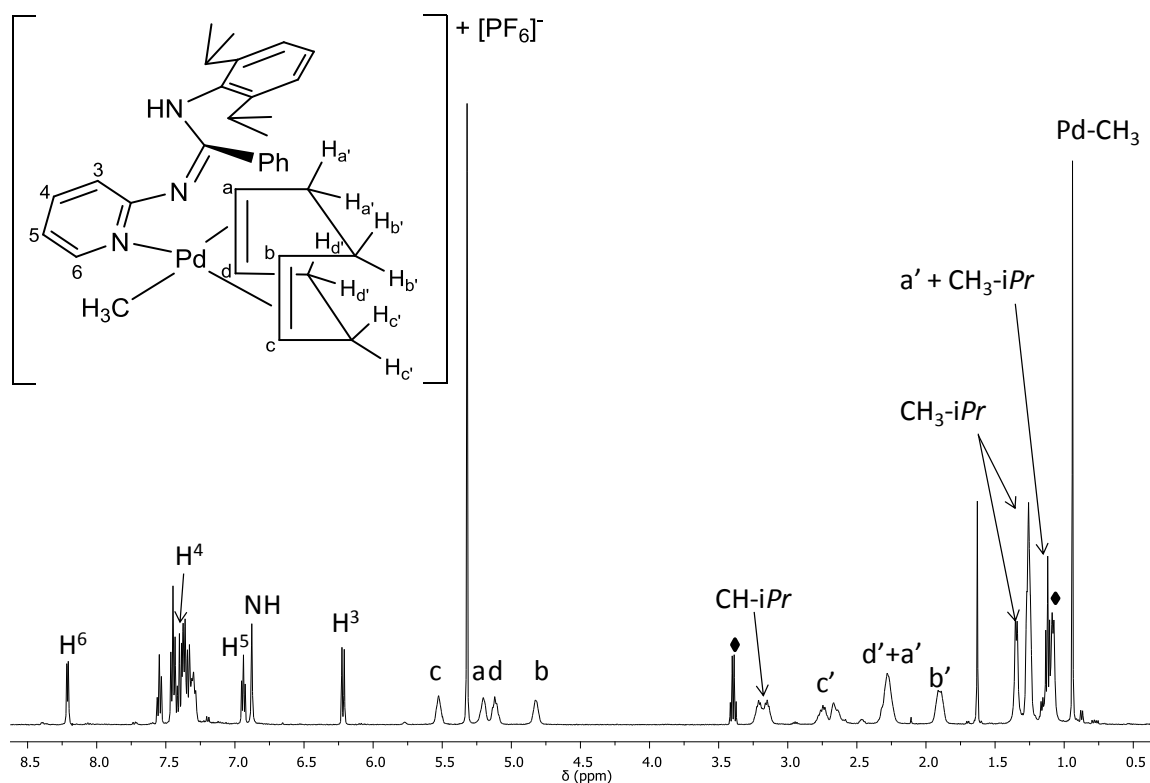 + [PF6]-
HN
Ph
3
4
5
6
N
N
Pd
H3C
a
b
d
c
Ha'
Ha'
Hb'
Hb'
Hd'
Hd'
Hc'
Hc'
Pd-CH3
a' + CH3-iPr
CH3-iPr
H6
H4
H5
NH
H3
c
a
d
b
♦
CH-iPr
c'
d'+a'
b'
♦
8.5 8.0 7.5 7.0 6.5 6.0 5.5 5.0 4.5 4.0 3.5 3.0 2.5 2.0 1.5 1.0 0.5
δ (ppm)